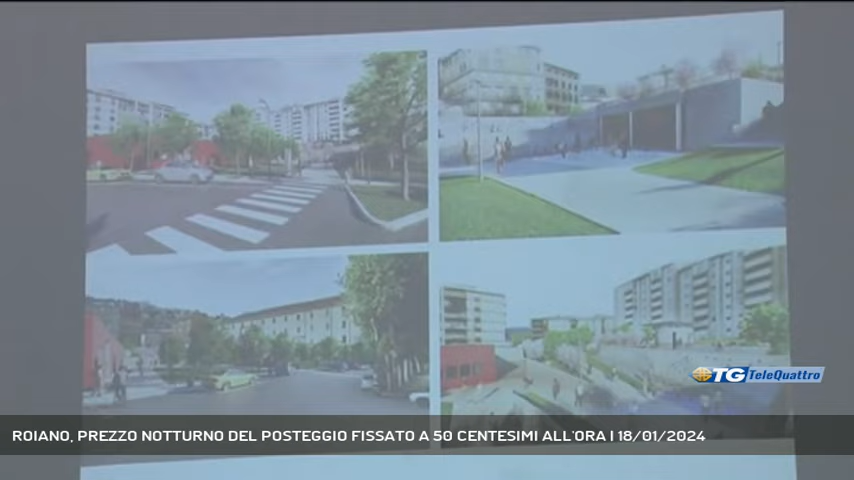 TG TeleQuattro
ROIANO, PREZZO NOTTURNO DEL POSTEGGIO FISSATO A 50 CENTESIMI ALL'ORA | 18/01/2024